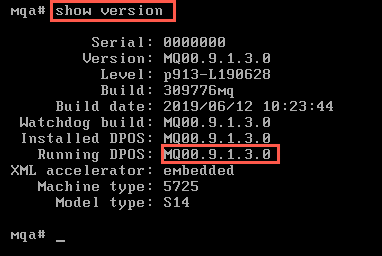 mqa# show version
Serial: 0000000
Version: MQ00.9.1.3.0
Level: p913-L190628
Build: 309776mq
Build date: 2019/06/12 10:23:44
Watchdog build: MQ00.9.1.3.0
Installed DPOS: MQ00.9.1.3.0
Running DPOS: MQ00.9.1.3.0
XML accelerator: embedded
Machine type: 5725
Model type: S14
mqa# _